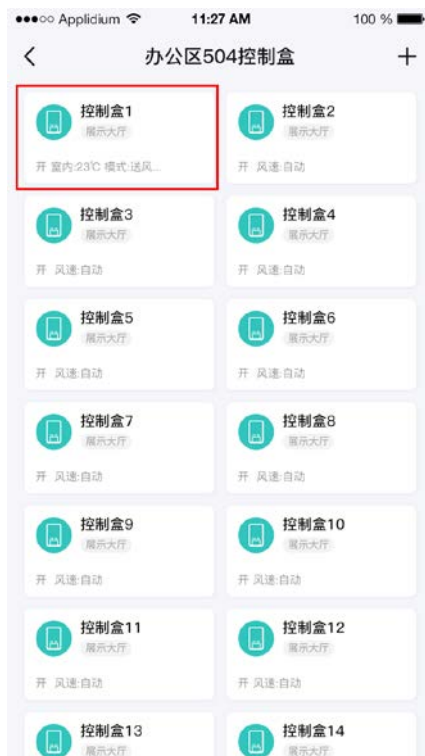 Applidium 11:27 AM 100 %
办公区504控制盒
控制盒1
展示大厅
开 室内:23℃ 模式:送风...
控制盒2
展示大厅
开 风速:自动
控制盒3
展示大厅
开 风速:自动
控制盒4
展示大厅
开 风速:自动
控制盒5
展示大厅
开 风速:自动
控制盒6
展示大厅
开 风速:自动
控制盒7
展示大厅
开 风速:自动
控制盒8
展示大厅
开 风速:自动
控制盒9
展示大厅
开 风速:自动
控制盒10
展示大厅
开 风速:自动
控制盒11
展示大厅
开 风速:自动
控制盒12
展示大厅
开 风速:自动
控制盒13
展示大厅
控制盒14
展示大厅